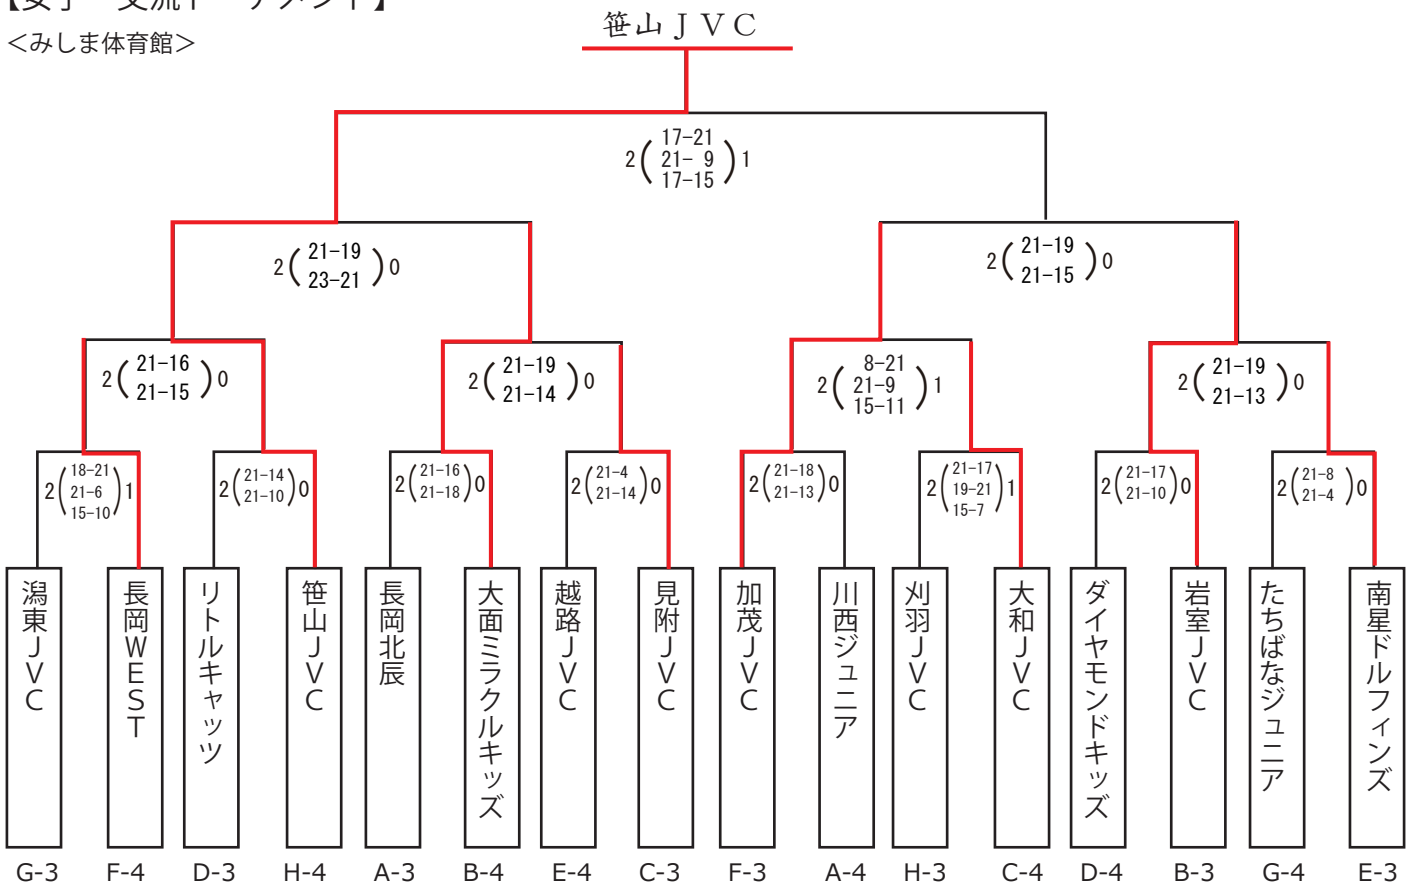 【女子 交流トーナメント】
＜みしま体育館＞
笹山ＪＶＣ
2(17-21 21- 9 17-15)1
2(21-19 23-21)0
2(21-19 21-15)0
2(21-16 21-15)0
2(21-19 21-14)0
2(8-21 21-9 15-11)1
2(21-19 21-13)0
2(18-21 21-6 15-10)1
2(21-14 21-10)0
2(21-16 21-18)0
2(21-4 21-14)0
2(21-18 21-13)0
2(21-17 19-21 15-7)1
2(21-17 21-10)0
2(21-8 21-4)0
潟東ＪＶＣ
長岡ＷＥＳＴ
リトルキャッツ
笹山ＪＶＣ
長岡北辰
大面ミラクルキッズ
越路ＪＶＣ
見附ＪＶＣ
加茂ＪＶＣ
川西ジュニア
刈羽ＪＶＣ
大和ＪＶＣ
ダイヤモンドキッズ
岩室ＪＶＣ
たちばなジュニア
南星ドルフィンズ
G-3 F-4 D-3 H-4 A-3 B-4 E-4 C-3 F-3 A-4 H-3 C-4 D-4 B-3 G-4 E-3